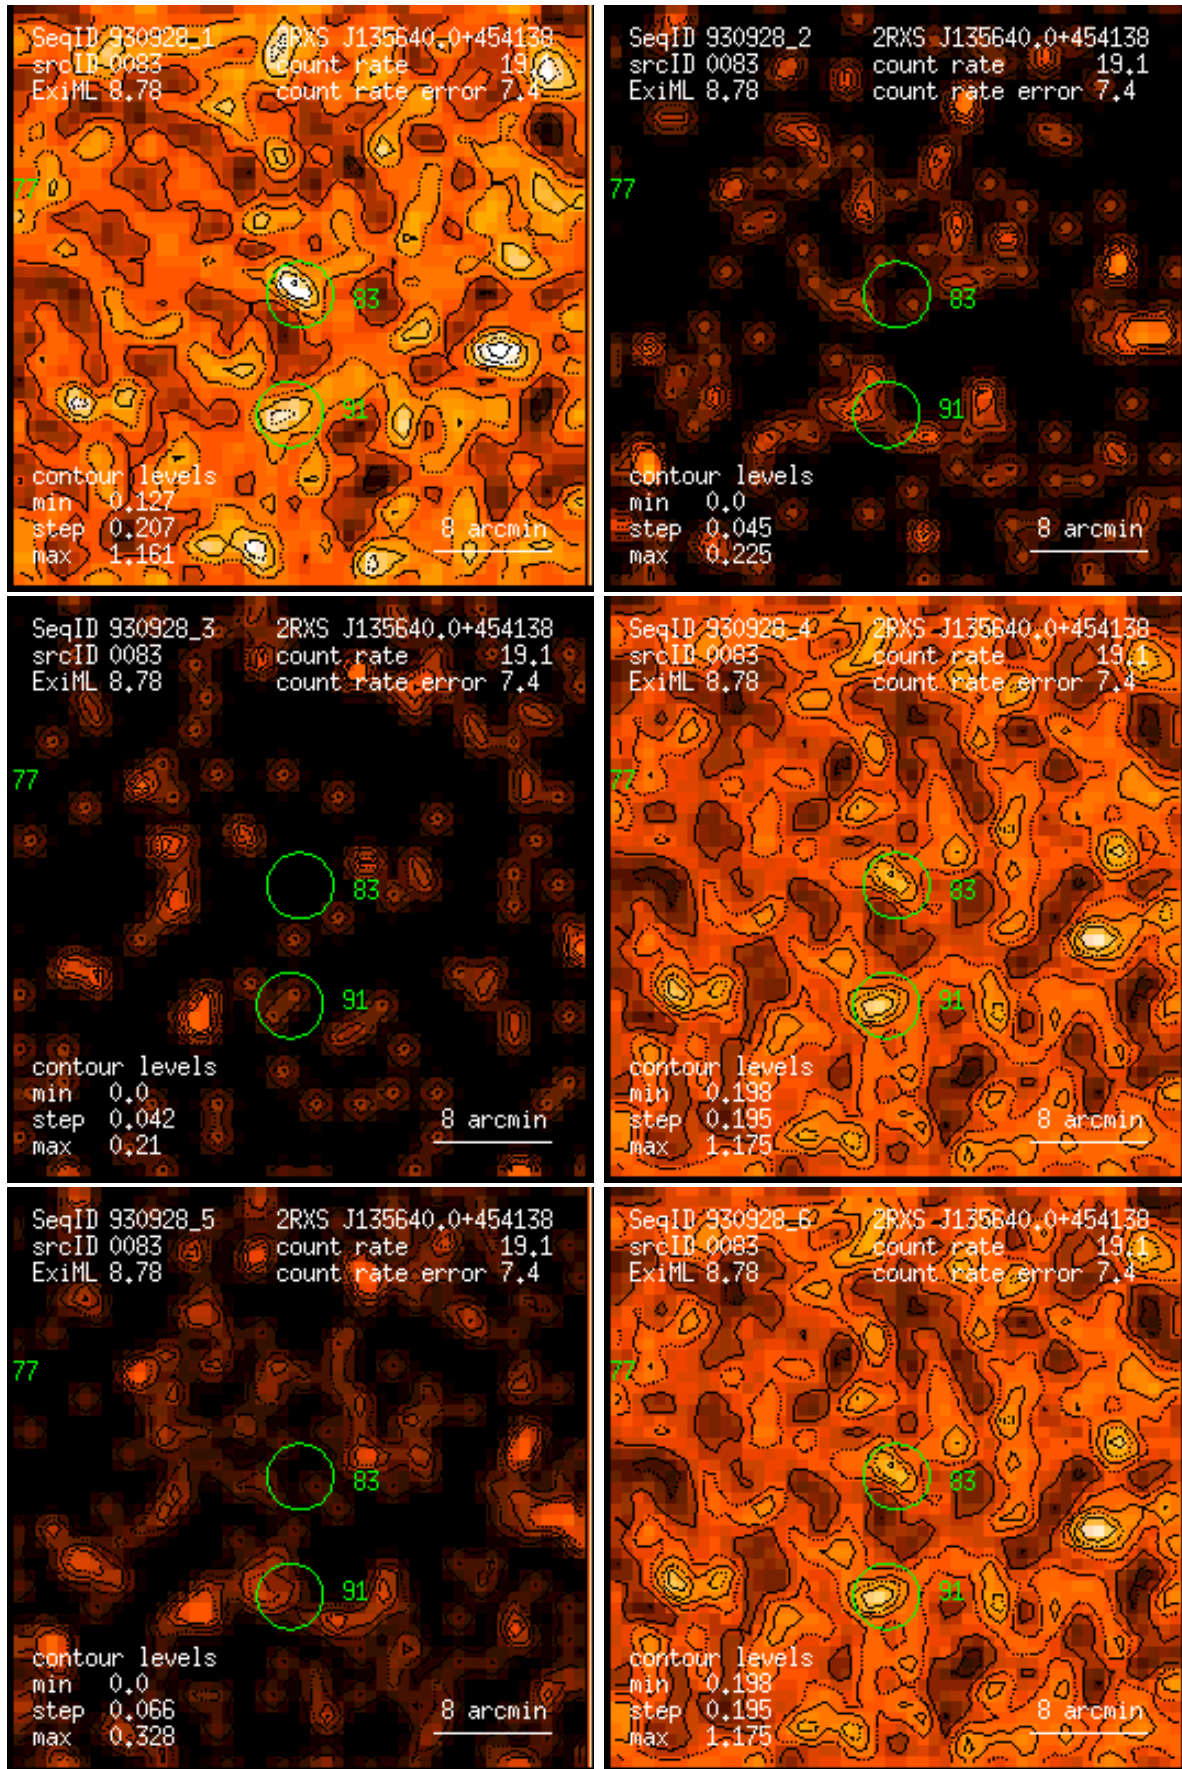 SeqID 930928_1 2RXS J135640.0+454138
srcID 0083 count rate 19.1
ExiML 8.78 count rate error 7.4
77
83
91
contour levels
min 0.127
step 0.207 8 arcmin
max 1.161
SeqID 930928_2 2RXS J135640.0+454138
srcID 0083 count rate 19.1
ExiML 8.78 count rate error 7.4
77
83
91
contour levels
min 0.0
step 0.045 8 arcmin
max 0.225
SeqID 930928_3 2RXS J135640.0+454138
srcID 0083 count rate 19.1
ExiML 8.78 count rate error 7.4
77
83
91
contour levels
min 0.0
step 0.042 8 arcmin
max 0.21
SeqID 930928_4 2RXS J135640.0+454138
srcID 0083 count rate 19.1
ExiML 8.78 count rate error 7.4
77
83
91
contour levels
min 0.198
step 0.195 8 arcmin
max 1.175
SeqID 930928_5 2RXS J135640.0+454138
srcID 0083 count rate 19.1
ExiML 8.78 count rate error 7.4
77
83
91
contour levels
min 0.0
step 0.066 8 arcmin
max 0.328
SeqID 930928_6 2RXS J135640.0+454138
srcID 0083 count rate 19.1
ExiML 8.78 count rate error 7.4
77
83
91
contour levels
min 0.198
step 0.195 8 arcmin
max 1.175